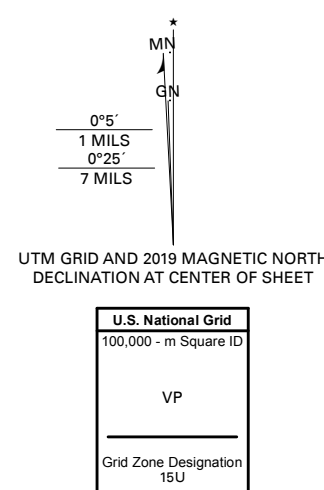 ★
MN
GN
0°5´
1 MILS
0°25´
7 MILS
UTM GRID AND 2019 MAGNETIC NORTH
DECLINATION AT CENTER OF SHEET
U.S. National Grid
100,000 - m Square ID
VP
Grid Zone Designation
15U